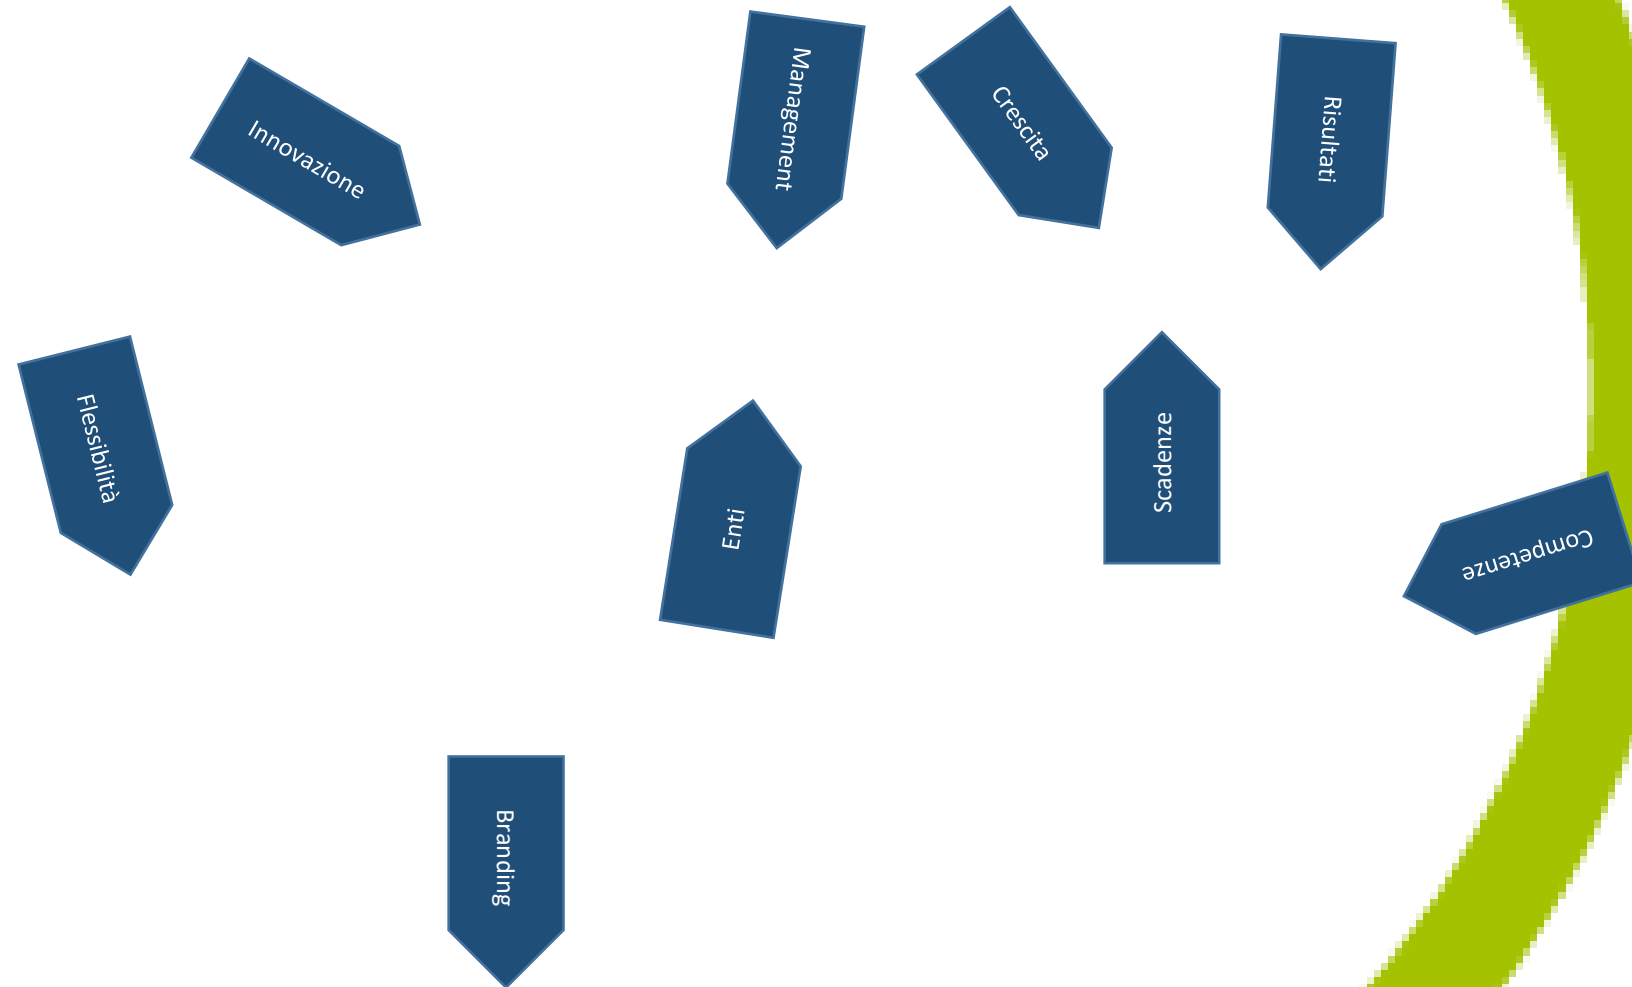 Innovazione
Management
Crescita
Risultati
Flessibilità
Enti
Scadenze
Competenze
Branding